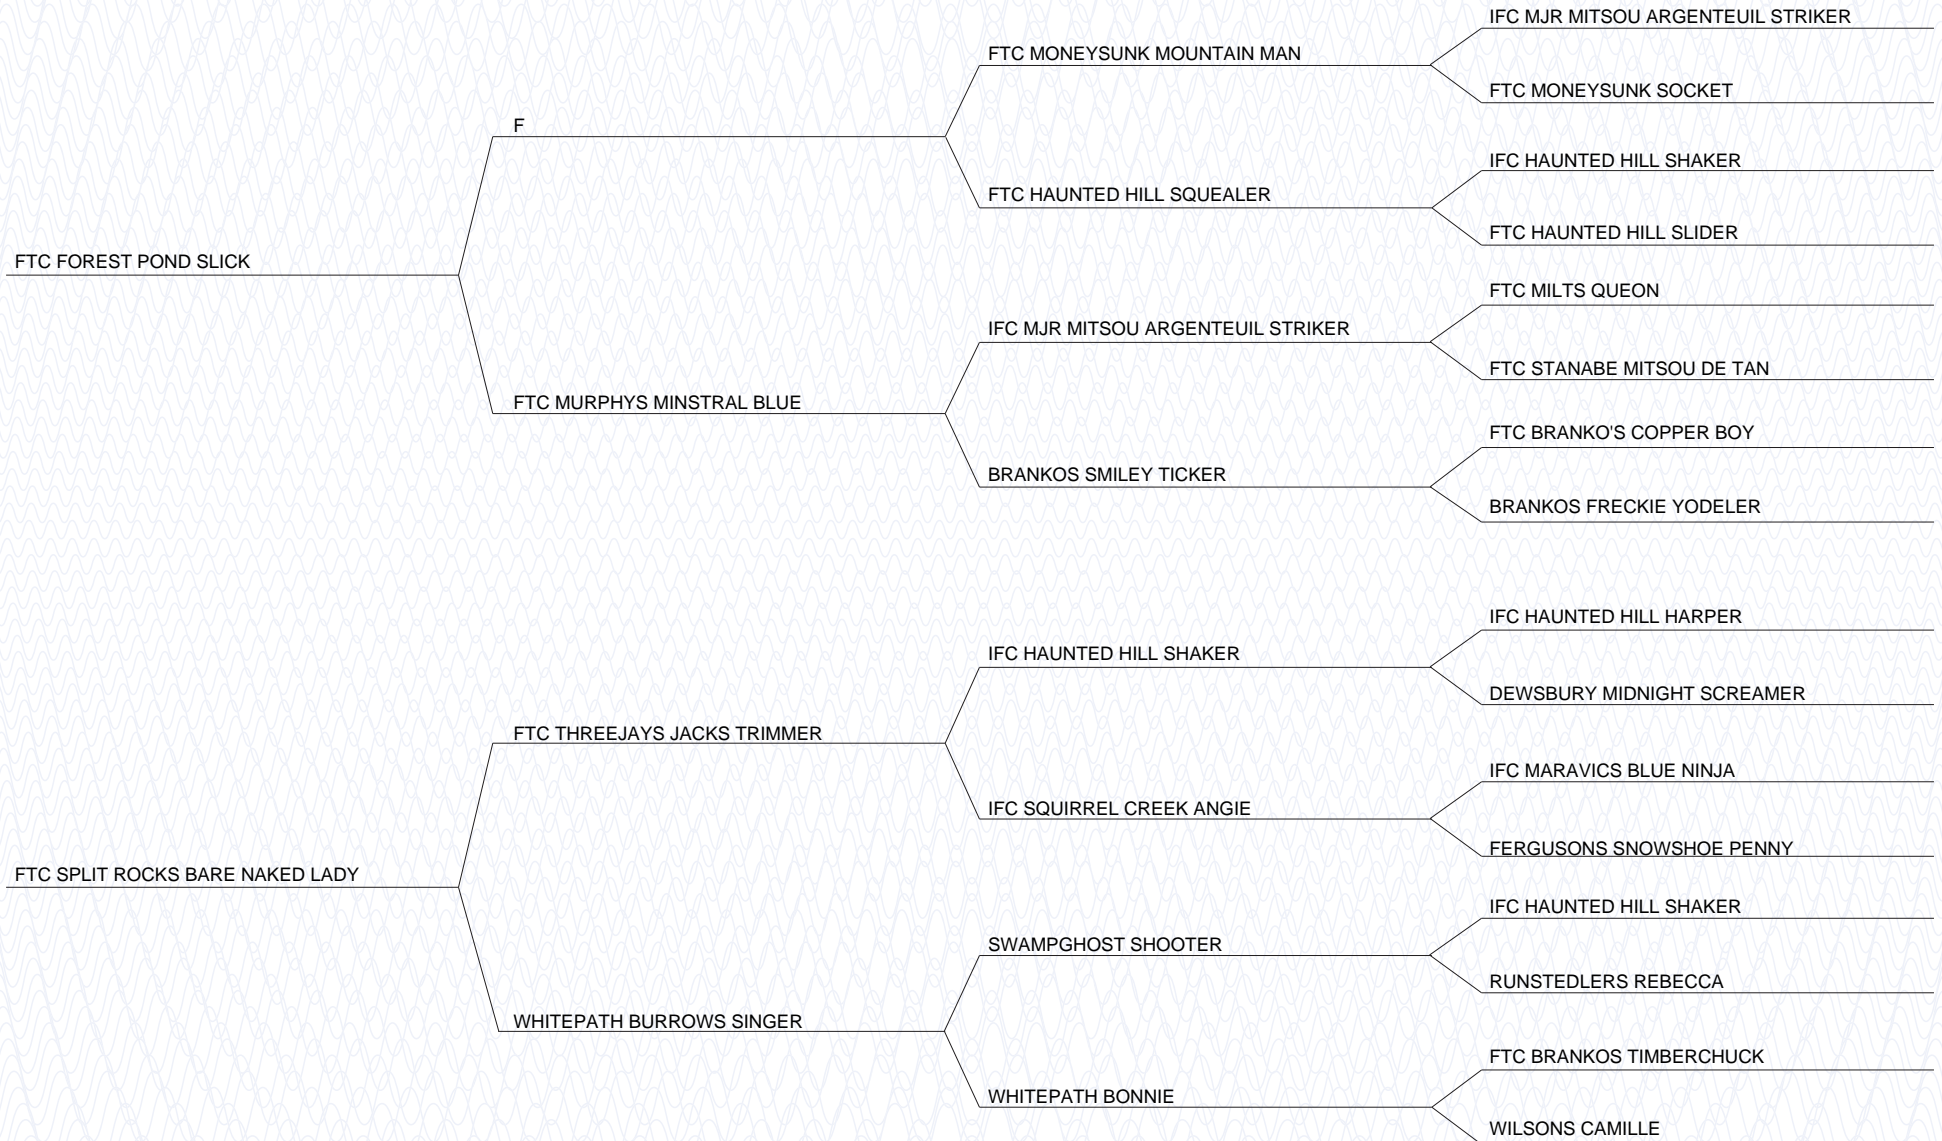 IFC MJR MITSOU ARGENTEUIL STRIKER
FTC MONEYSUNK MOUNTAIN MAN
FTC MONEYSUNK SOCKET
F
IFC HAUNTED HILL SHAKER
FTC HAUNTED HILL SQUEALER
FTC HAUNTED HILL SLIDER
FTC FOREST POND SLICK
FTC MILTS QUEON
IFC MJR MITSOU ARGENTEUIL STRIKER
FTC STANABE MITSOU DE TAN
FTC MURPHYS MINSTRAL BLUE
FTC BRANKO'S COPPER BOY
BRANKOS SMILEY TICKER
BRANKOS FRECKIE YODELER
IFC HAUNTED HILL HARPER
IFC HAUNTED HILL SHAKER
DEWSBURY MIDNIGHT SCREAMER
FTC THREEJAYS JACKS TRIMMER
IFC MARAVICS BLUE NINJA
IFC SQUIRREL CREEK ANGIE
FERGUSONS SNOWSHOE PENNY
FTC SPLIT ROCKS BARE NAKED LADY
IFC HAUNTED HILL SHAKER
SWAMPGHOST SHOOTER
RUNSTEDLERS REBECCA
WHITEPATH BURROWS SINGER
FTC BRANKOS TIMBERCHUCK
WHITEPATH BONNIE
WILSONS CAMILLE